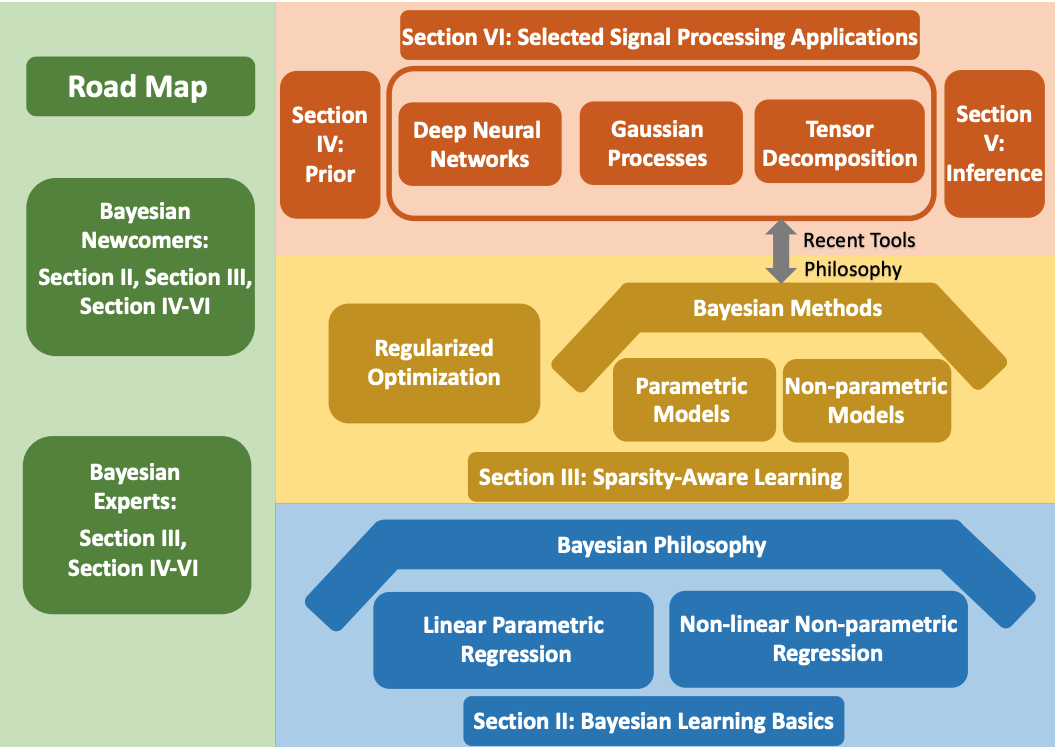 Road Map
Bayesian
Newcomers:
Section II, Section III,
Section IV-VI
Bayesian
Experts:
Section III,
Section IV-VI
Section VI: Selected Signal Processing Applications
Section
IV:
Prior
Deep Neural
Networks
Gaussian
Processes
Tensor
Decomposition
Section
V:
Inference
Recent Tools
Philosophy
Regularized
Optimization
Bayesian Methods
Parametric
Models
Non-parametric
Models
Section III: Sparsity-Aware Learning
Bayesian Philosophy
Linear Parametric
Regression
Non-linear Non-parametric
Regression
Section II: Bayesian Learning Basics